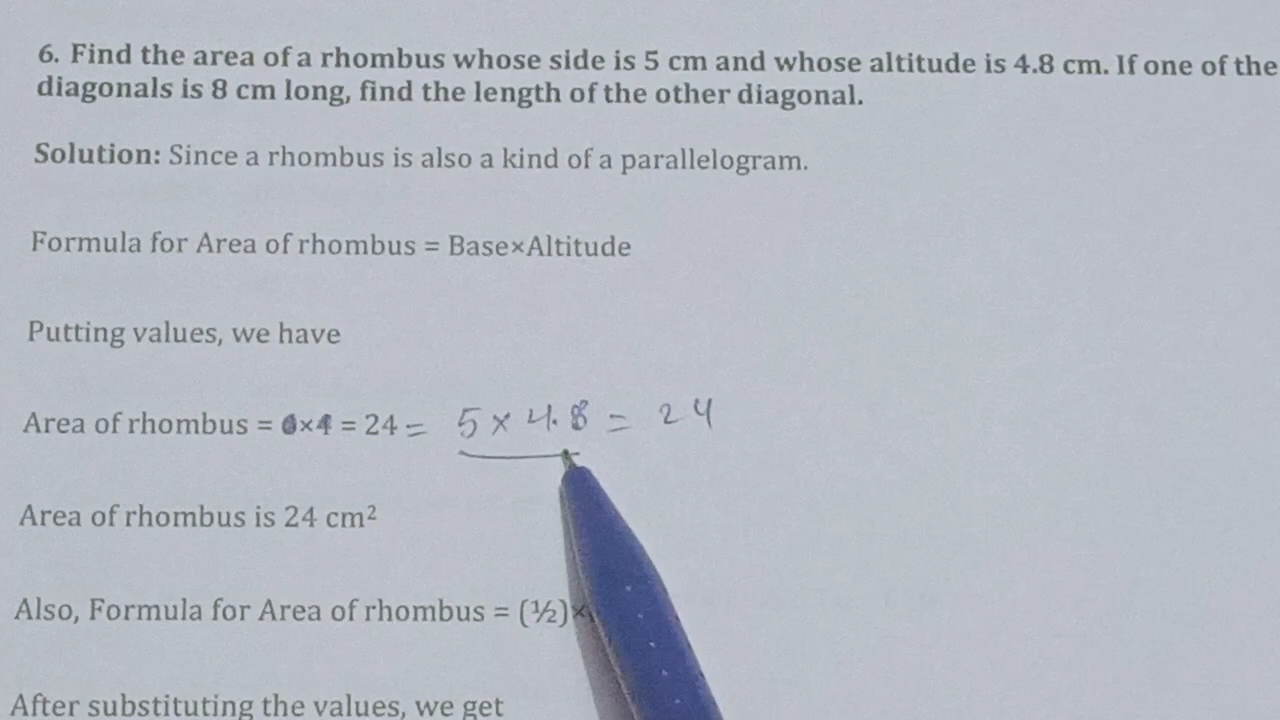 6. Find the area of a rhombus whose side is 5 cm and whose altitude is 4.8 cm. If one of the
diagonals is 8 cm long, find the length of the other diagonal.
Solution: Since a rhombus is also a kind of a parallelogram.
Formula for Area of rhombus = Base×Altitude
Putting values, we have
Area of rhombus = 6×4 = 24 = 5 × 4.8 = 24
Area of rhombus is 24 cm²
Also, Formula for Area of rhombus = (½)×
After substituting the values, we get